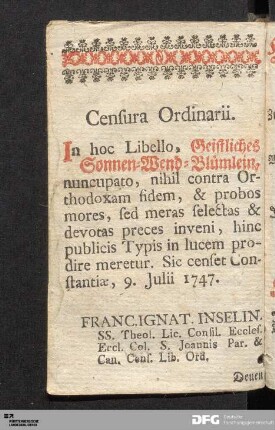 Censura Ordinarii.
In hoc Libello, Geistliches
Sonnen-Wend-Blümlein,
nuncupato, nihil contra Or-
thodoxam fidem, & probos
mores, sed meras selectas &
devotas preces inveni, hinc
publicis Typis in lucem pro-
dire meretur. Sic censet Con-
stantiæ, 9. Julii 1747.
FRANC. IGNAT. INSELIN.
SS. Theol. Lic. Consil. Eccles.
Eccl. Col. S. Joannis Par. &
Can. Cens. Lib. Ord.
Denen
DFG